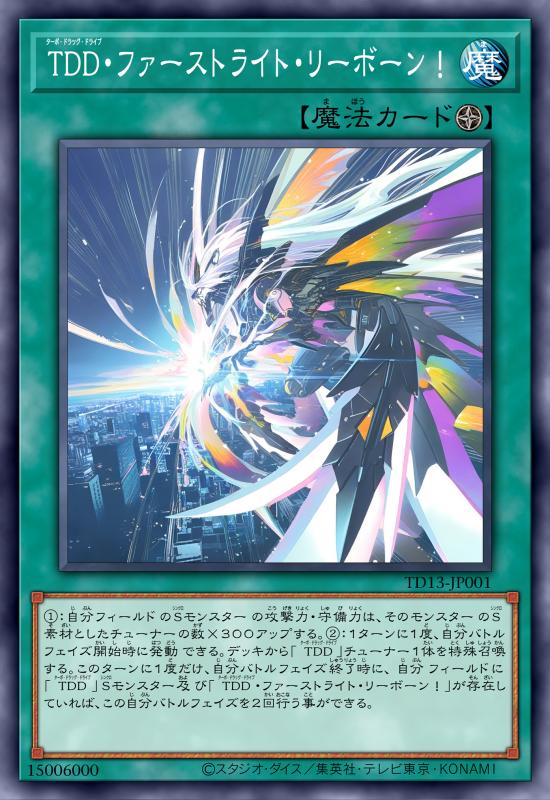 ターボ・ドラッグ・ドライブ
TDD・ファーストライト・リーボーン！
魔
【魔法カード】
TD13-JP001
①：自分フィールドのSモンスターの攻撃力・守備力は、そのモンスターのS
素材としたチューナーの数×300アップする。②：1ターンに1度、自分バトル
フェイズ開始時に発動できる。デッキから「TDD」チューナー1体を特殊召喚
する。このターンに1度だけ、自分バトルフェイズ終了時に、自分フィールドに
「TDD」Sモンスター及び「TDD・ファーストライト・リーボーン！」が存在し
ていれば、この自分バトルフェイズを2回行う事ができる。
15006000
©スタジオ・ダイス／集英社・テレビ東京・KONAMI